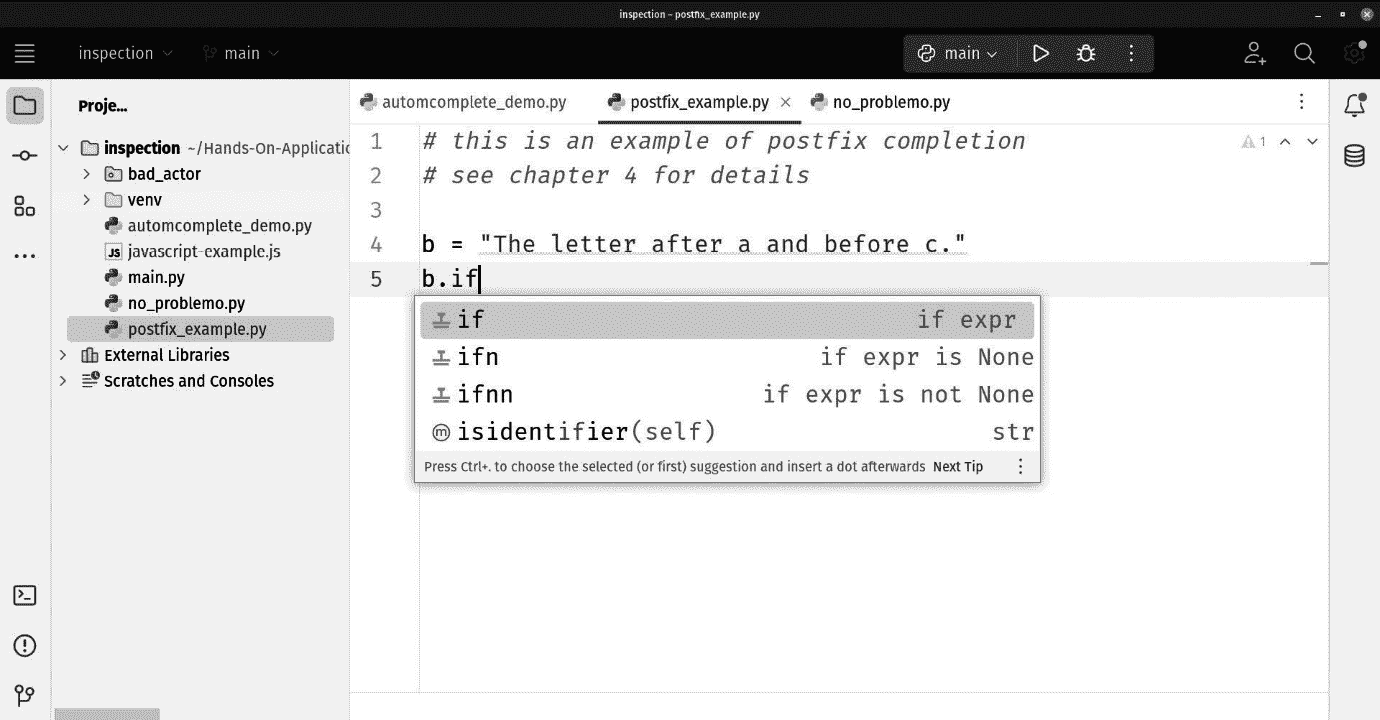 inspection – postfix_example.py
inspection
main
main
Proje...
inspection ~/Hands-On-Applicatic
bad_actor
venv
automcomplete_demo.py
JS javascript-example.js
main.py
no_problemo.py
postfix_example.py
External Libraries
Scratches and Consoles
automcomplete_demo.py postfix_example.py no_problemo.py
1 # this is an example of postfix completion
1
2 # see chapter 4 for details
3
4 b = "The letter after a and before c."
5 b.if
if if expr
ifn if expr is None
ifnn if expr is not None
m isidentifier(self) str
Press Ctrl+. to choose the selected (or first) suggestion and insert a dot afterwards Next Tip